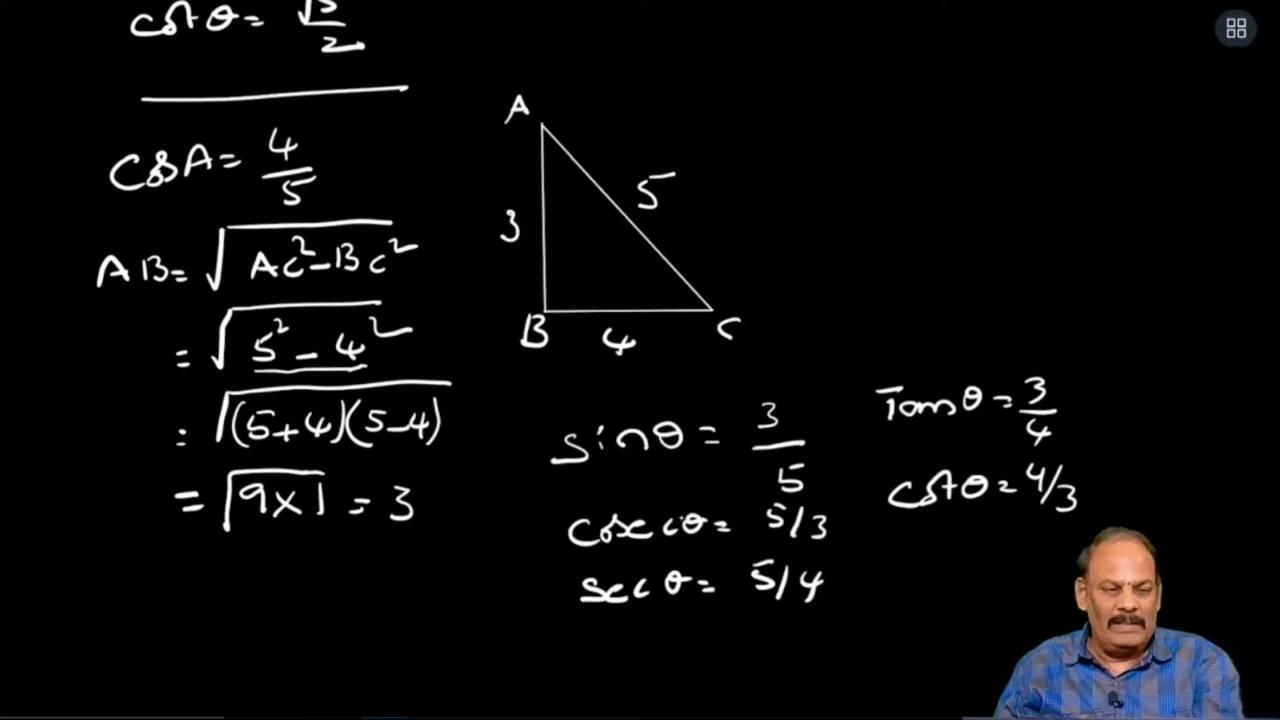 cotθ = √5/2
cosA = 4/5
AB = √(AC² - BC²)
= √(5² - 4²)
= √((5+4)(5-4))
= √(9×1) = 3
A
3
5
B
4
C
sinθ = 3/5
cosecθ = 5/3
secθ = 5/4
Tanθ = 3/4
cotθ = 4/3